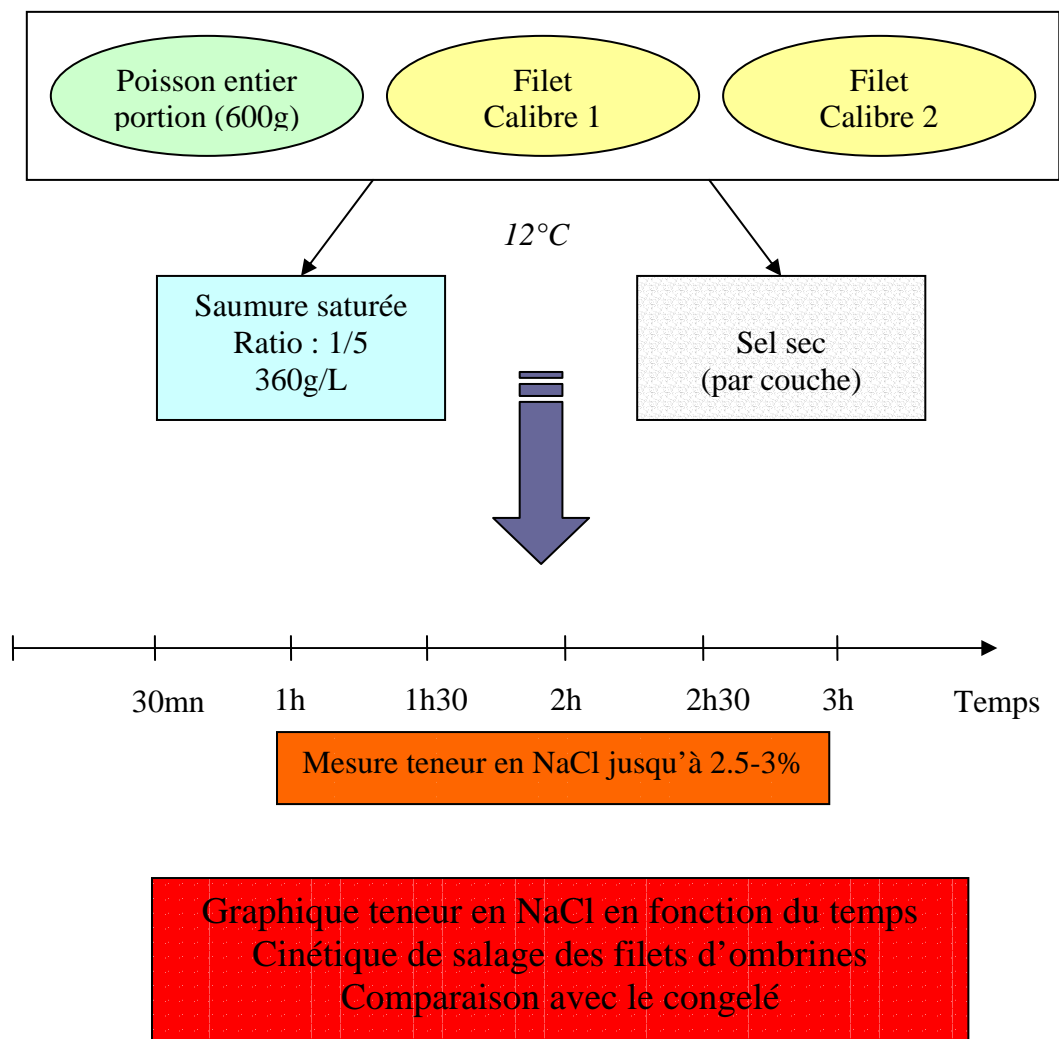 Poisson entier
portion (600g)
Filet
Calibre 1
Filet
Calibre 2
12°C
Saumure saturée
Ratio : 1/5
360g/L
Sel sec
(par couche)
30mn
1h
1h30
2h
2h30
3h
Temps
Mesure teneur en NaCl jusqu’à 2.5-3%
Graphique teneur en NaCl en fonction du temps
Cinétique de salage des filets d’ombrines
Comparaison avec le congelé